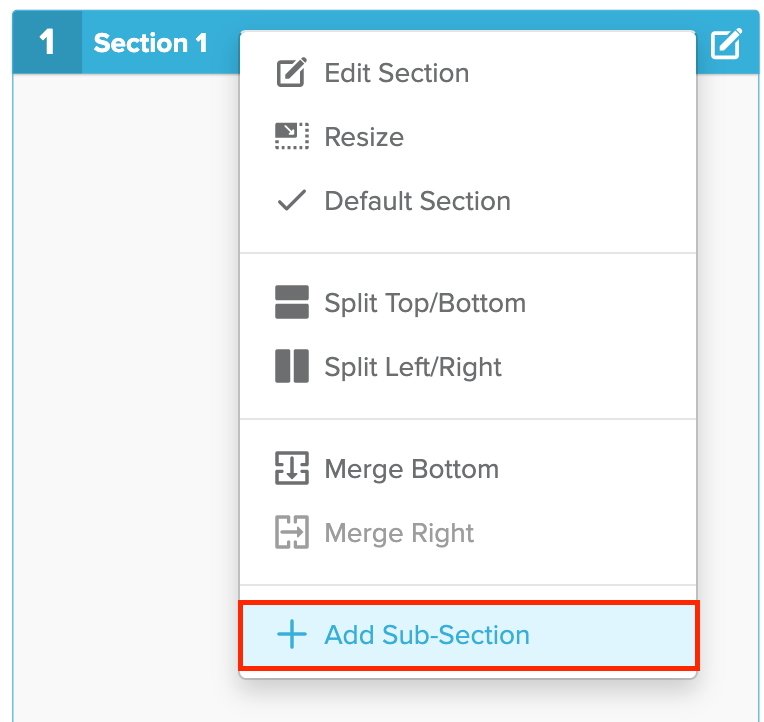 1 Section 1
Edit Section
Resize
Default Section
Split Top/Bottom
Split Left/Right
Merge Bottom
Merge Right
Add Sub-Section